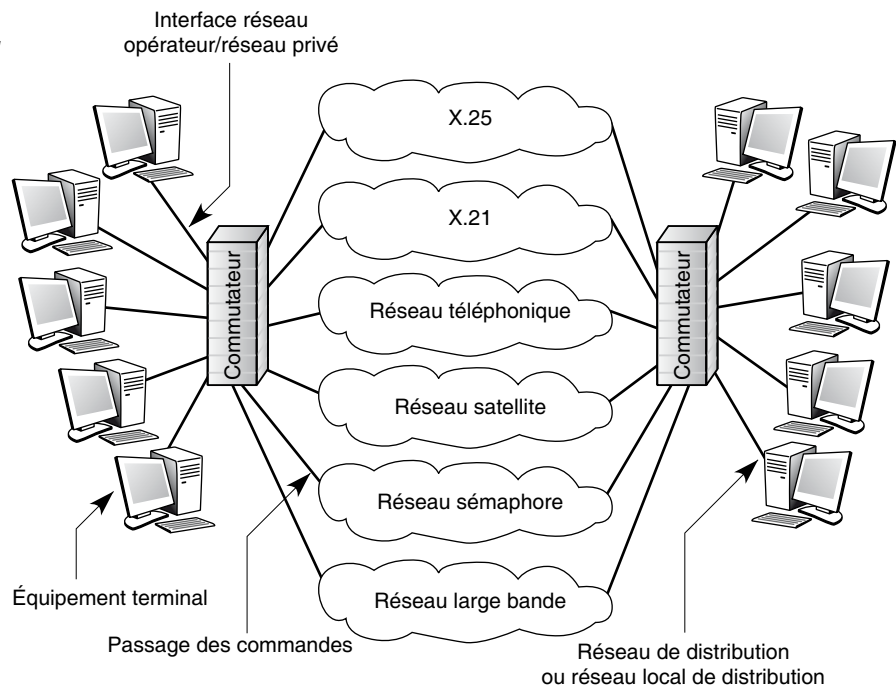 Interface réseau
opérateur/réseau privé
X.25
X.21
Commutateur
Commutateur
Réseau téléphonique
Réseau satellite
Réseau sémaphore
Réseau large bande
Équipement terminal
Passage des commandes
Réseau de distribution
ou réseau local de distribution